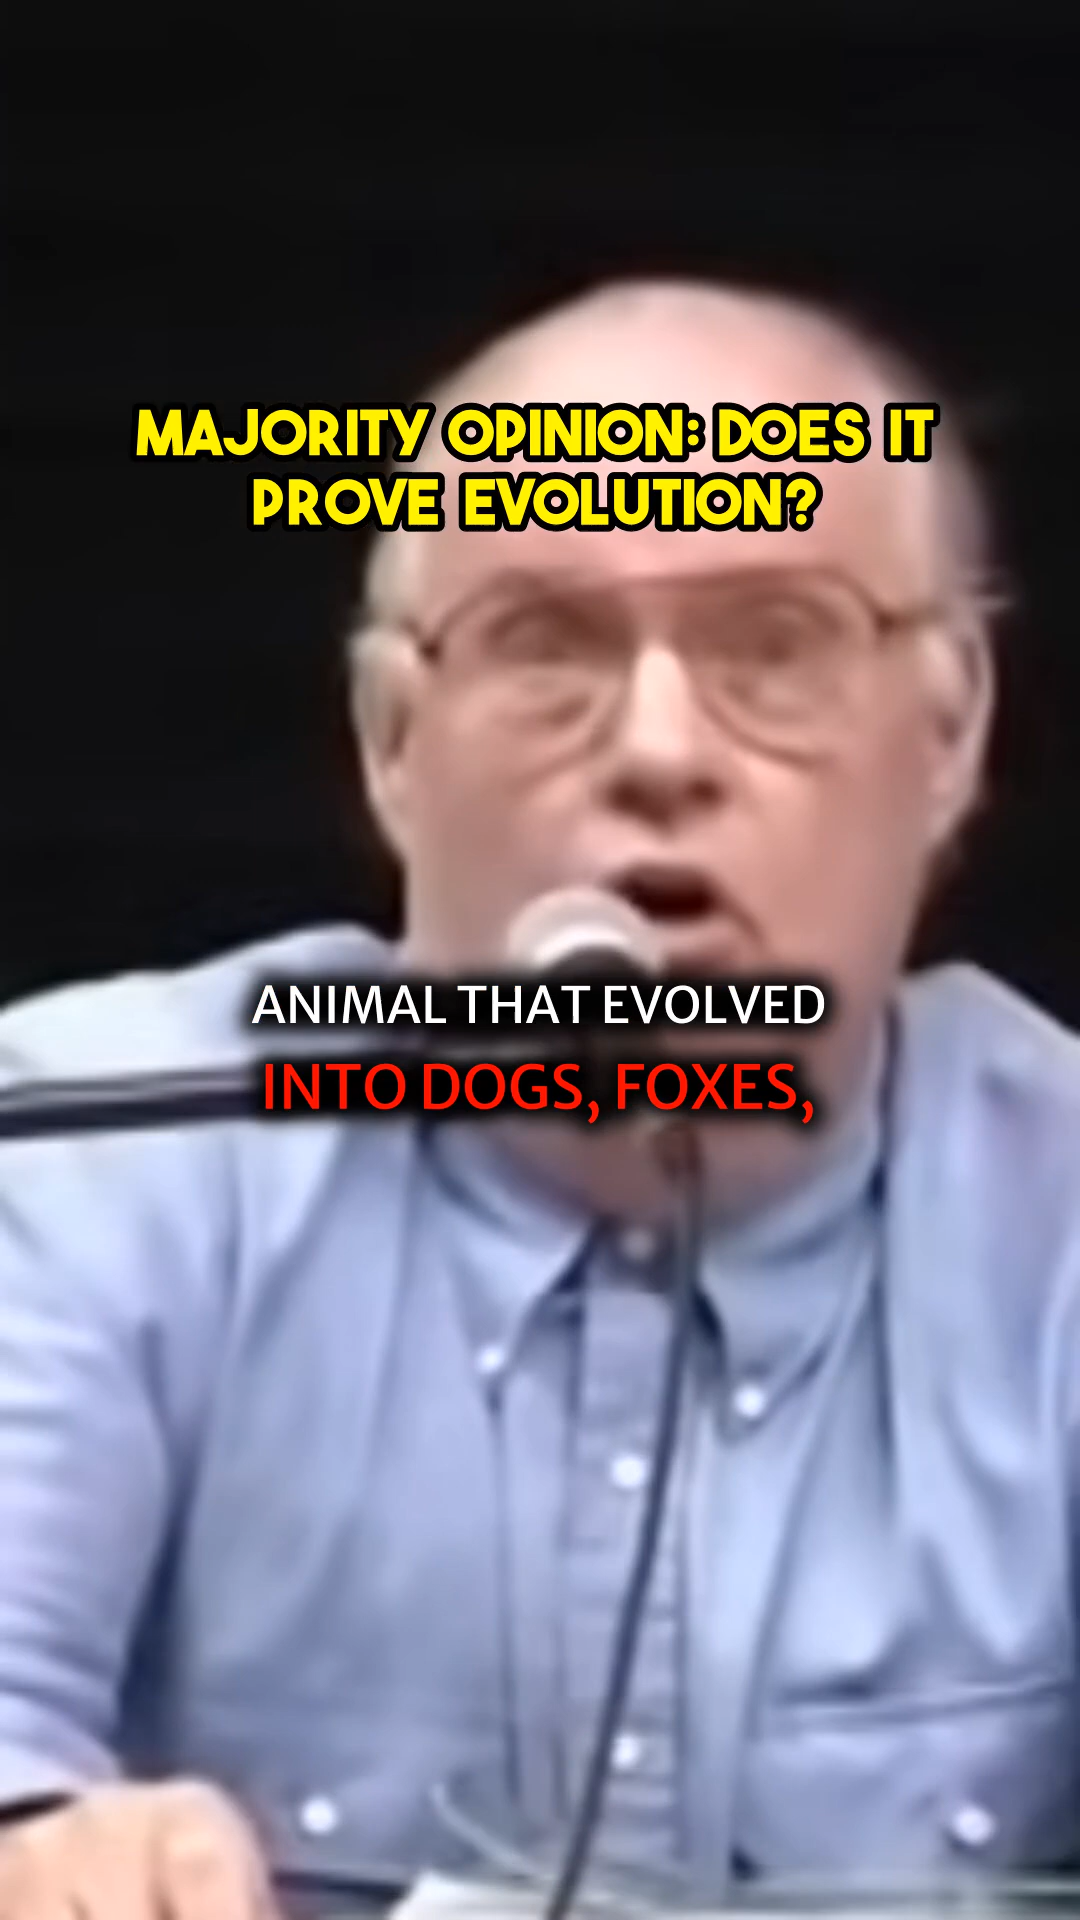 MAJORITY OPINION: DOES IT
PROVE EVOLUTION?
ANIMAL THAT EVOLVED
INTO DOGS, FOXES,